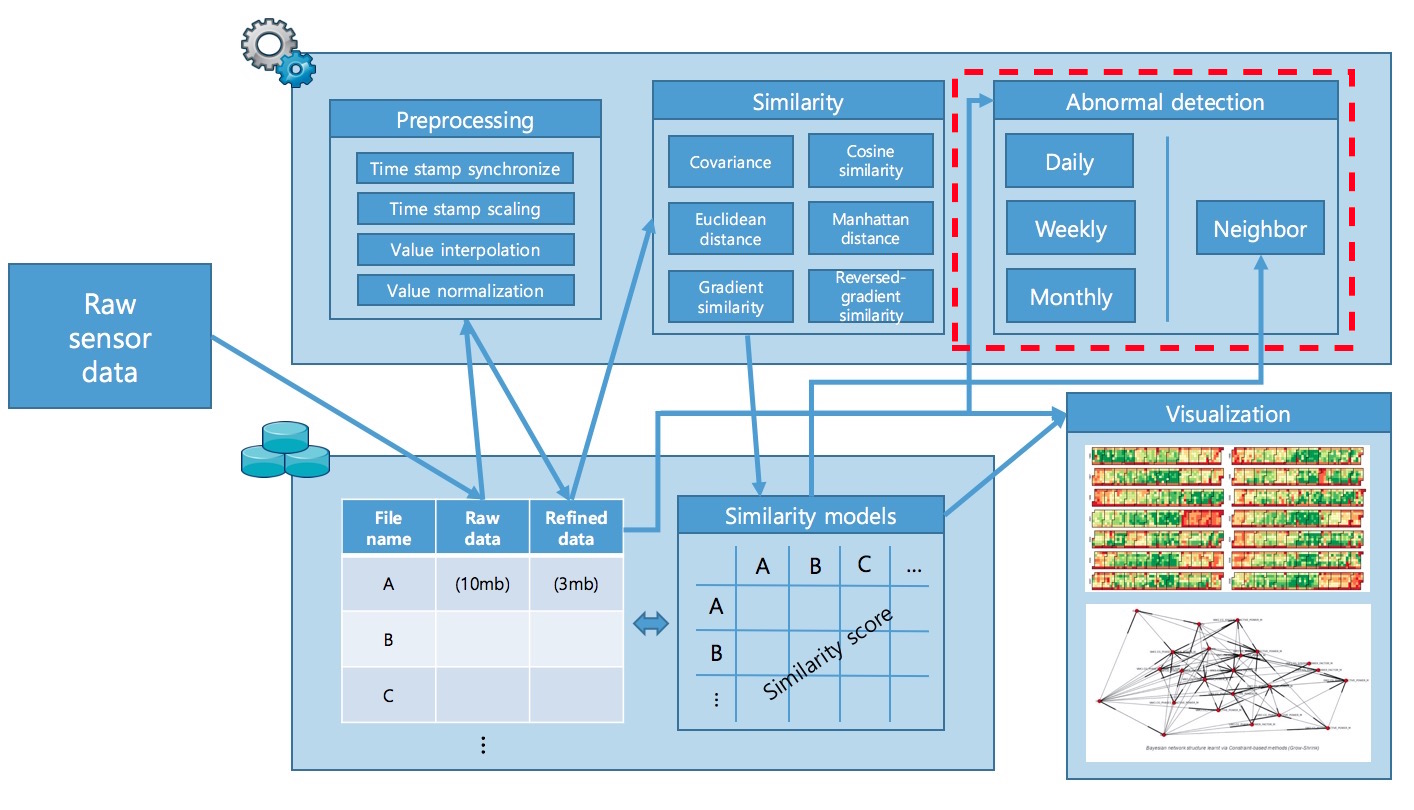 Preprocessing
Time stamp synchronize
Time stamp scaling
Value interpolation
Value normalization
Similarity
Covariance
Cosine
similarity
Euclidean
distance
Manhattan
distance
Gradient
similarity
Reversed-
gradient
similarity
Abnormal detection
Daily
Weekly
Monthly
Neighbor
Raw
sensor
data
File
name
Raw
data
Refined
data
A
(10mb)
(3mb)
B
C
...
Similarity models
A B C ...
A
B
...
Similarity score
Visualization
Bayesian network structure learnt via Constraint-based methods (Grow-Shrink)